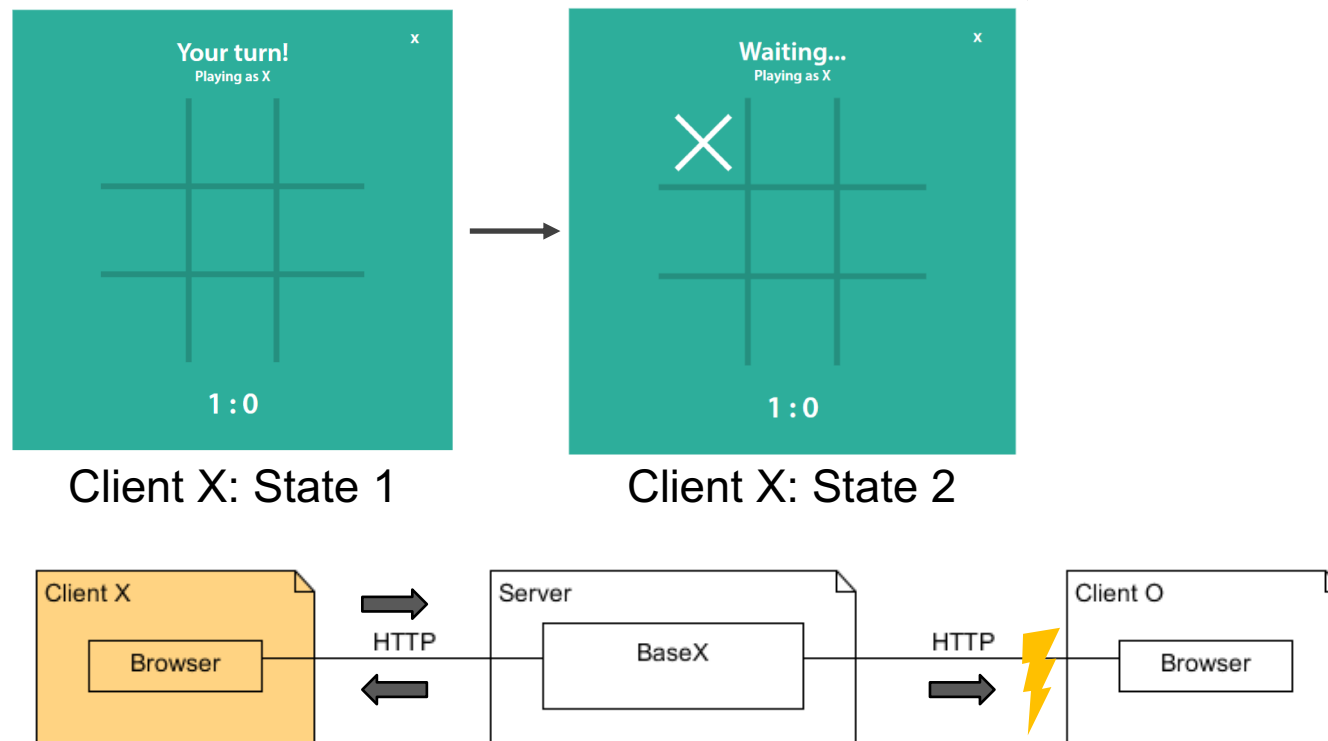 Your turn!
x
Playing as X
1 : 0
Waiting...
x
Playing as X
1 : 0
Client X: State 1
Client X: State 2
Client X
Browser
HTTP
Server
BaseX
HTTP
Client O
Browser